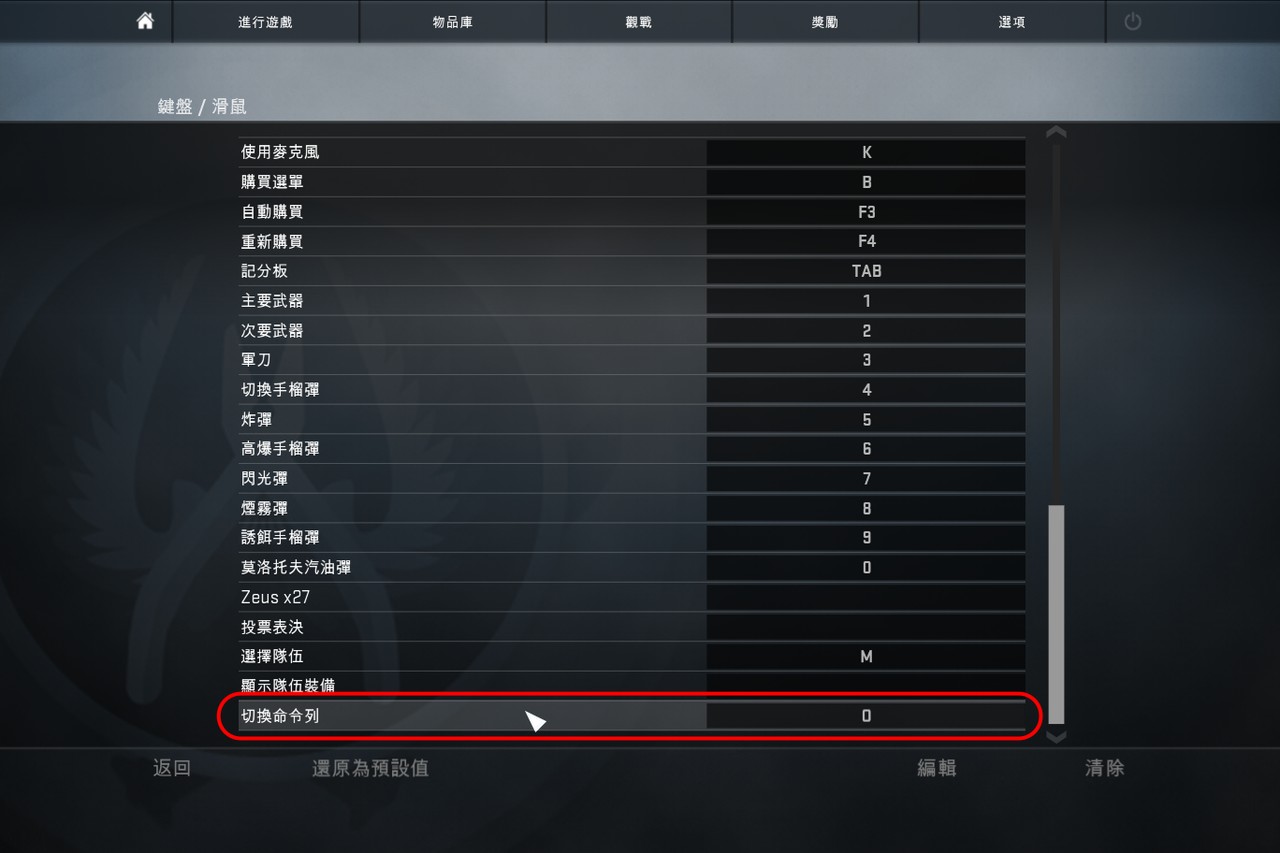 進行遊戲 物品庫 觀戰 獎勵 選項
鍵盤 / 滑鼠
使用麥克風 K
購買選單 B
自動購買 F3
重新購買 F4
記分板 TAB
主要武器 1
次要武器 2
軍刀 3
切換手榴彈 4
炸彈 5
高爆手榴彈 6
閃光彈 7
煙霧彈 8
誘餌手榴彈 9
莫洛托夫汽油彈 0
Zeus x27
投票表決
選擇隊伍 M
顯示隊伍裝備
切換命令列 O
返回 還原為預設值 編輯 清除